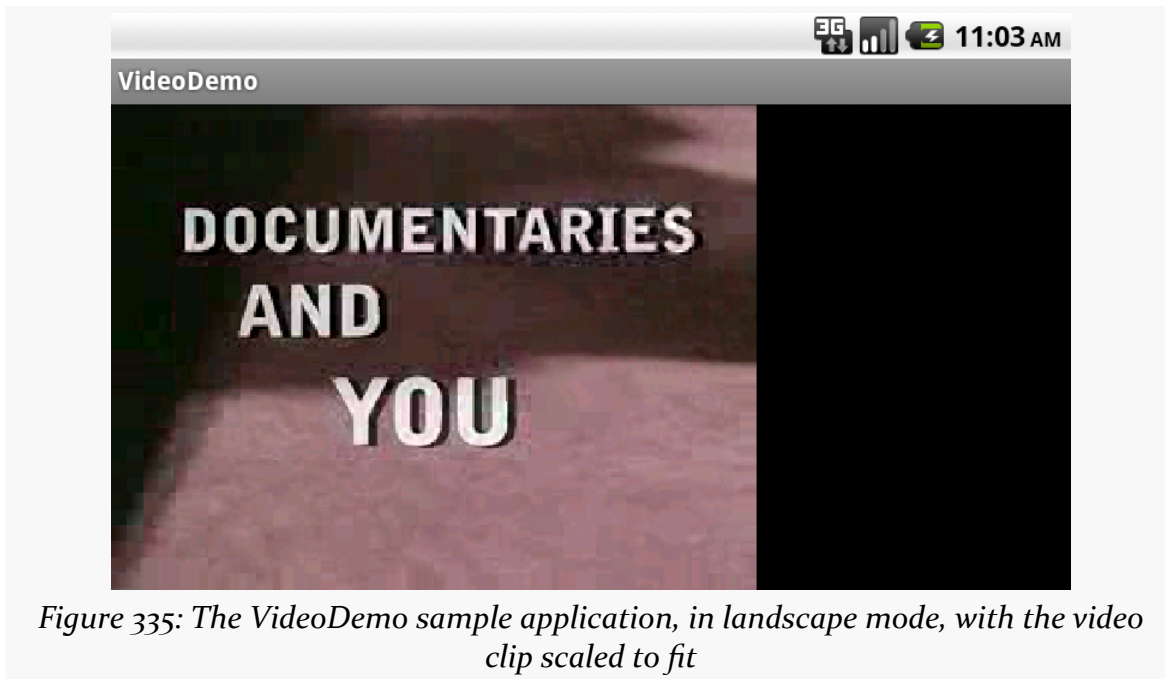 3G 11:03 AM
VideoDemo
DOCUMENTARIES
AND
YOU
Figure 335: The VideoDemo sample application, in landscape mode, with the video
clip scaled to fit